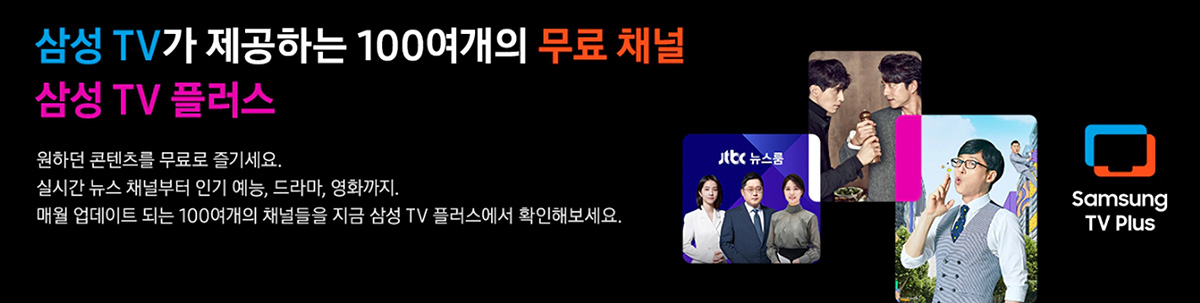 삼성 TV가 제공하는 100여개의 무료 채널
삼성 TV 플러스
원하던 콘텐츠를 무료로 즐기세요.
실시간 뉴스 채널부터 인기 예능, 드라마, 영화까지.
매월 업데이트 되는 100여개의 채널들을 지금 삼성 TV 플러스에서 확인해보세요.
jtbc 뉴스룸
Samsung
TV Plus